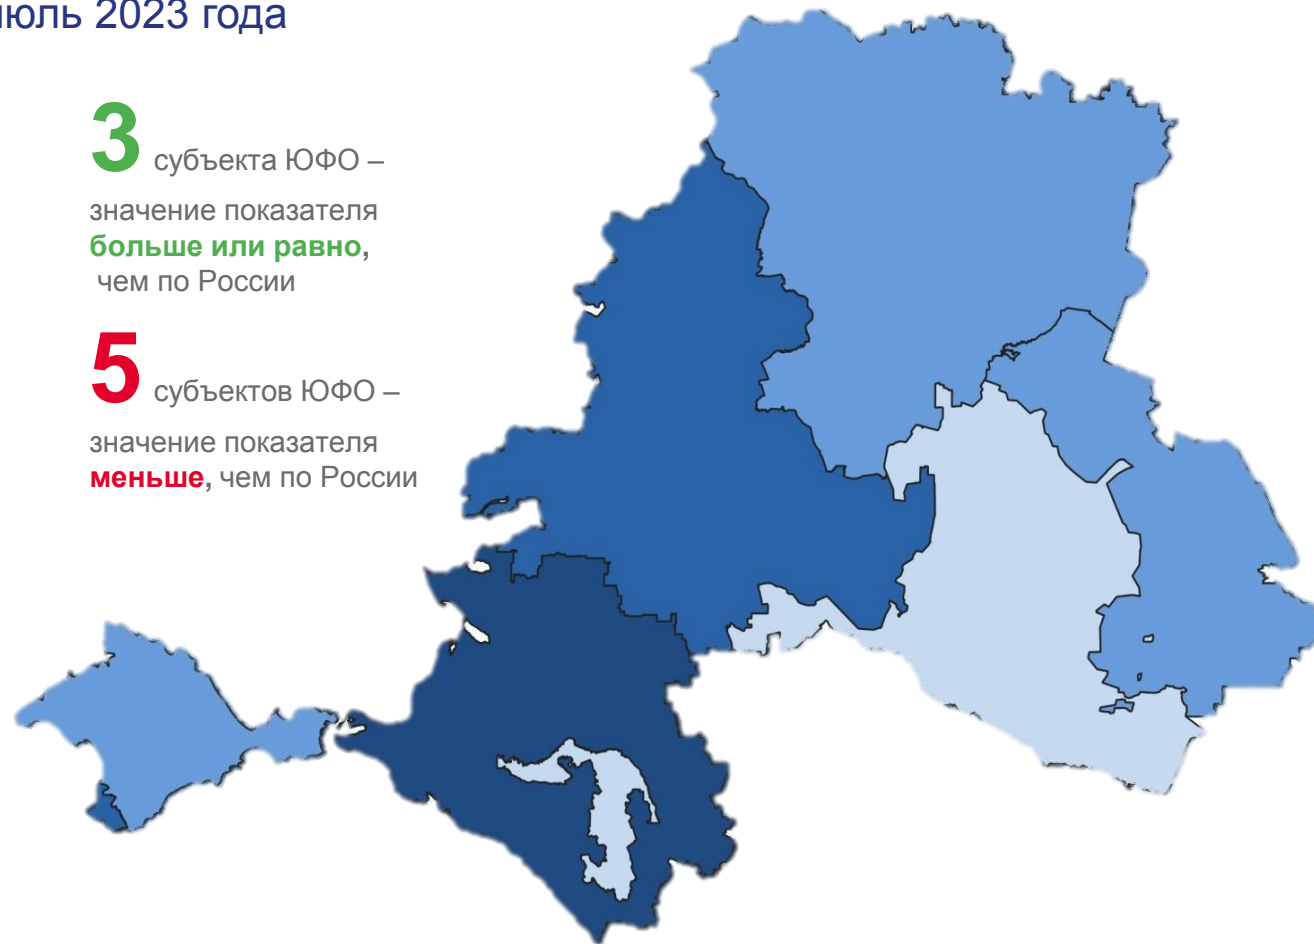 июль 2023 года
3 субъекта ЮФО –
значение показателя
больше или равно,
чем по России
5 субъектов ЮФО –
значение показателя
меньше, чем по России